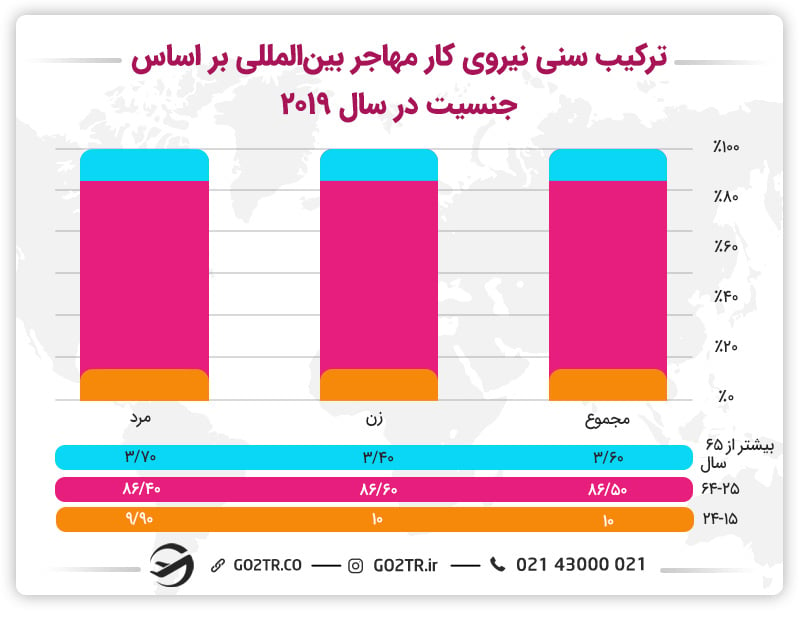 ترکیب سنی نیروی کار مهاجر بین‌المللی بر اساس
جنسیت در سال ۲۰۱۹
٪۱۰۰
٪۸۰
٪۶۰
٪۴۰
٪۲۰
٪۰
مجموع زن مرد
بیشتر از ۶۵
سال
۳/۶۰ ۳/۴۰ ۳/۷۰
۶۴-۲۵ ۸۶/۵۰ ۸۶/۶۰ ۸۶/۴۰
۲۴-۱۵ ۱۰ ۱۰ ۹/۹۰
GO2TR.CO GO2TR.ir 021 43000 021